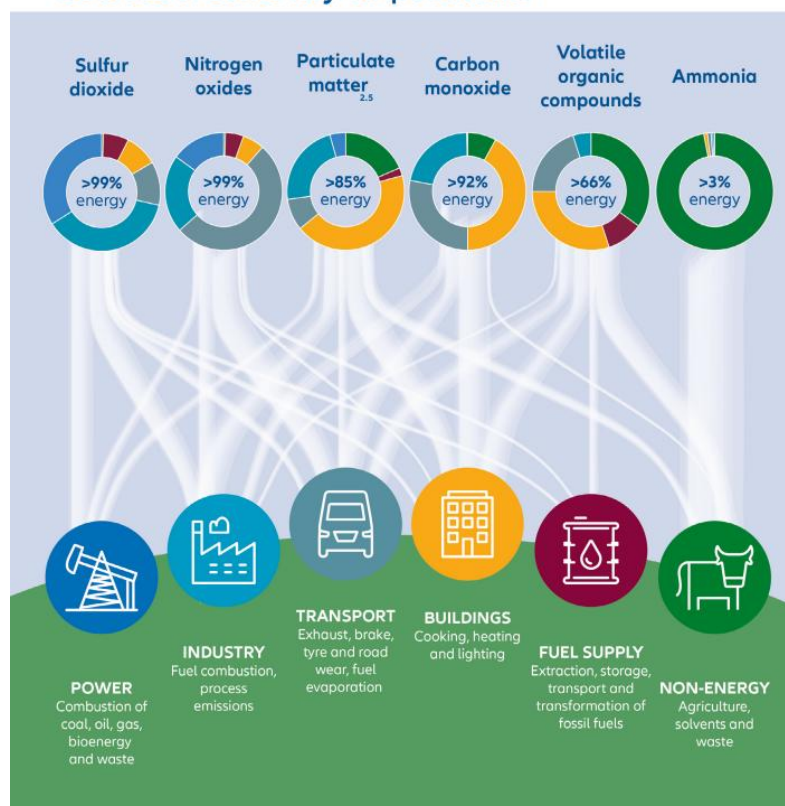 Sulfur
dioxide
Nitrogen
oxides
Particulate
matter
2.5
Carbon
monoxide
Volatile
organic
compounds
Ammonia
>99%
energy
>99%
energy
>85%
energy
>92%
energy
>66%
energy
>3%
energy
POWER
Combustion of
coal, oil, gas,
bioenergy
and waste
INDUSTRY
Fuel combustion,
process
emissions
TRANSPORT
Exhaust, brake,
tyre and road
wear, fuel
evaporation
BUILDINGS
Cooking, heating
and lighting
FUEL SUPPLY
Extraction, storage,
transport and
transformation of
fossil fuels
NON-ENERGY
Agriculture,
solvents and
waste